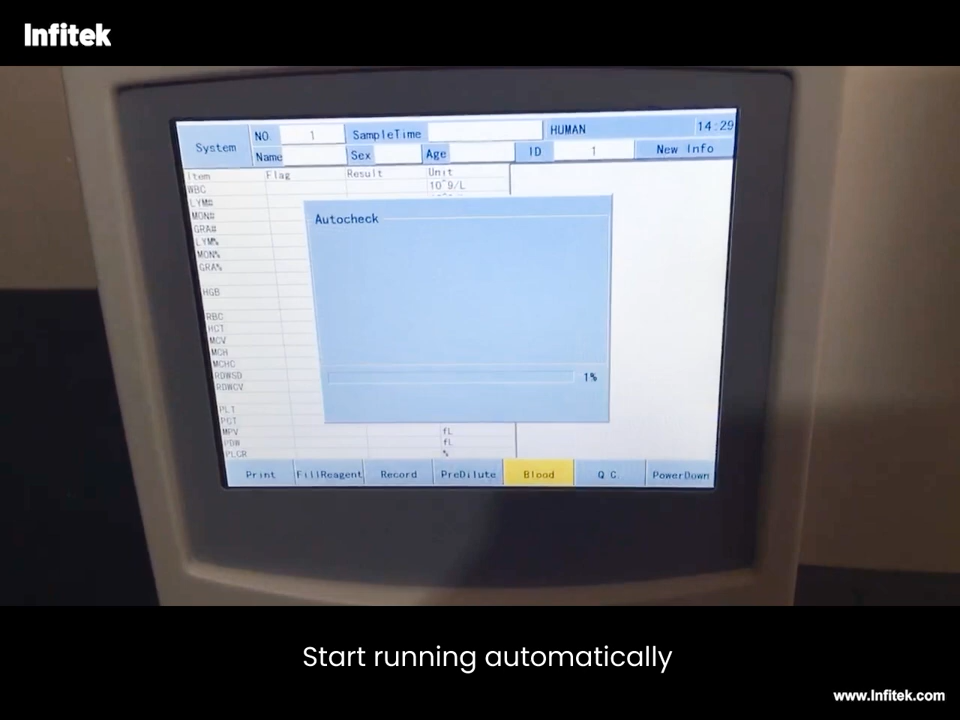 Infitek
System NO 1 SampleTime HUMAN 14:29
Name Sex Age ID 1 New Info
Item Flag Result Unit
WBC 10^9/L
LYM#
MON#
GRA#
LYM%
MON%
GRA%
HGB
RBC
HCT
MCV
MCH
MCHC
RDWSD
RDWCV
PLT
PCT
MPV fL
PDW fL
PLCR %
Autocheck
1%
Print FillReagent Record PreDilute Blood Q C. PowerDown
Start running automatically
www.Infitek.com